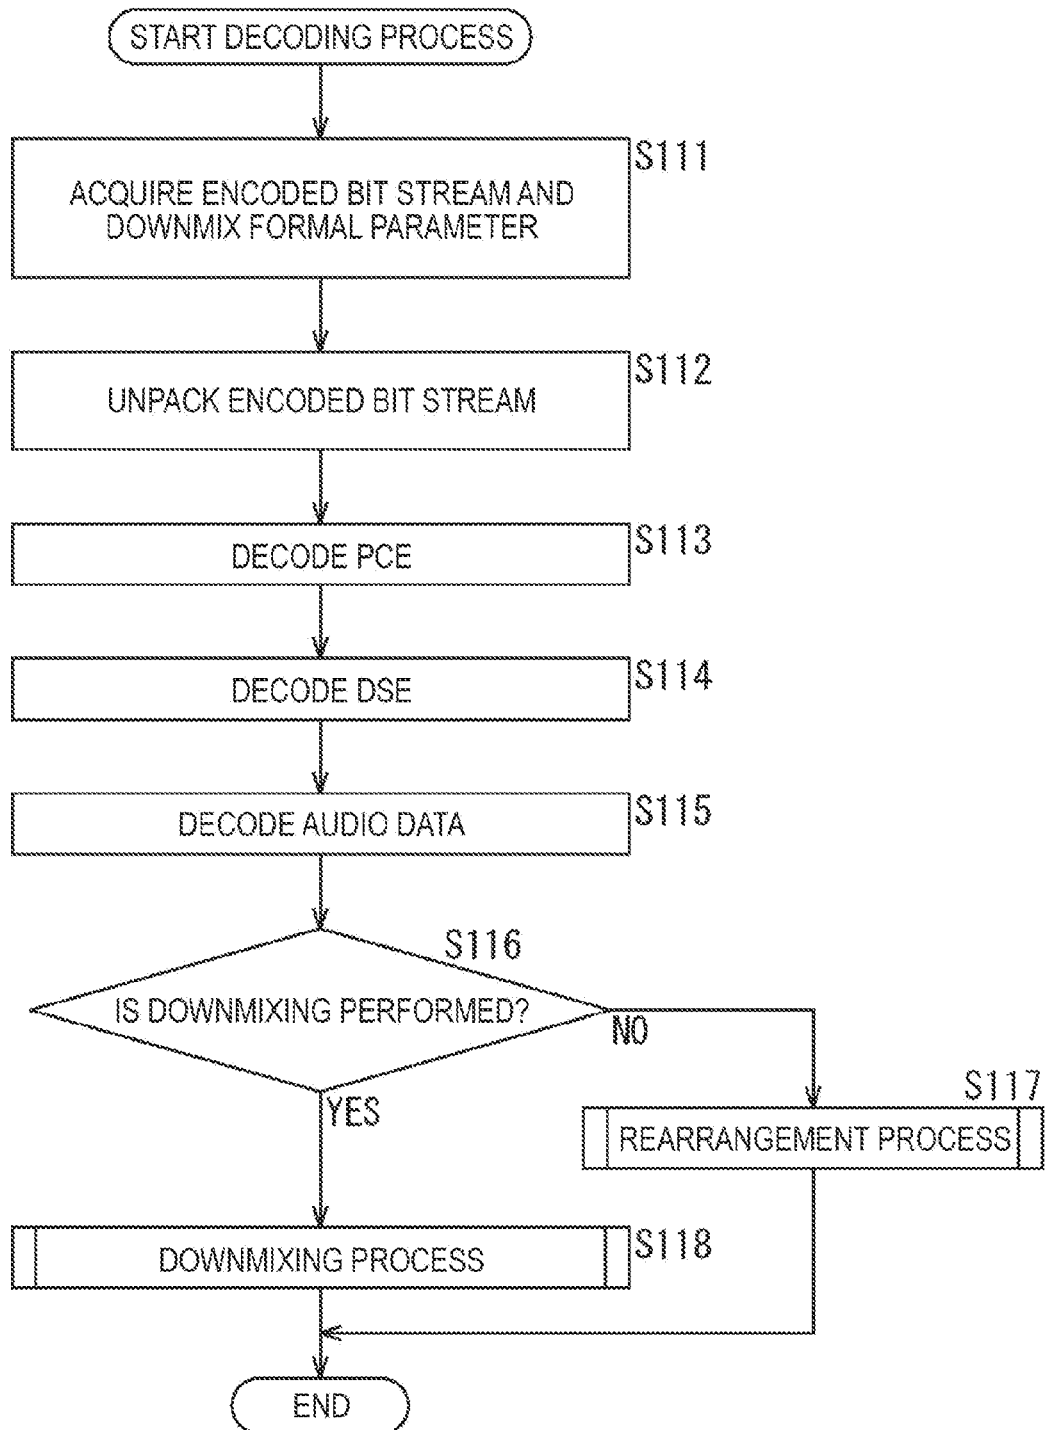 START DECODING PROCESS
S111
ACQUIRE ENCODED BIT STREAM AND
DOWNMIX FORMAL PARAMETER
S112
UNPACK ENCODED BIT STREAM
S113
DECODE PCE
S114
DECODE DSE
S115
DECODE AUDIO DATA
S116
IS DOWNMIXING PERFORMED?
NO
YES
S117
REARRANGEMENT PROCESS
S118
DOWNMIXING PROCESS
END